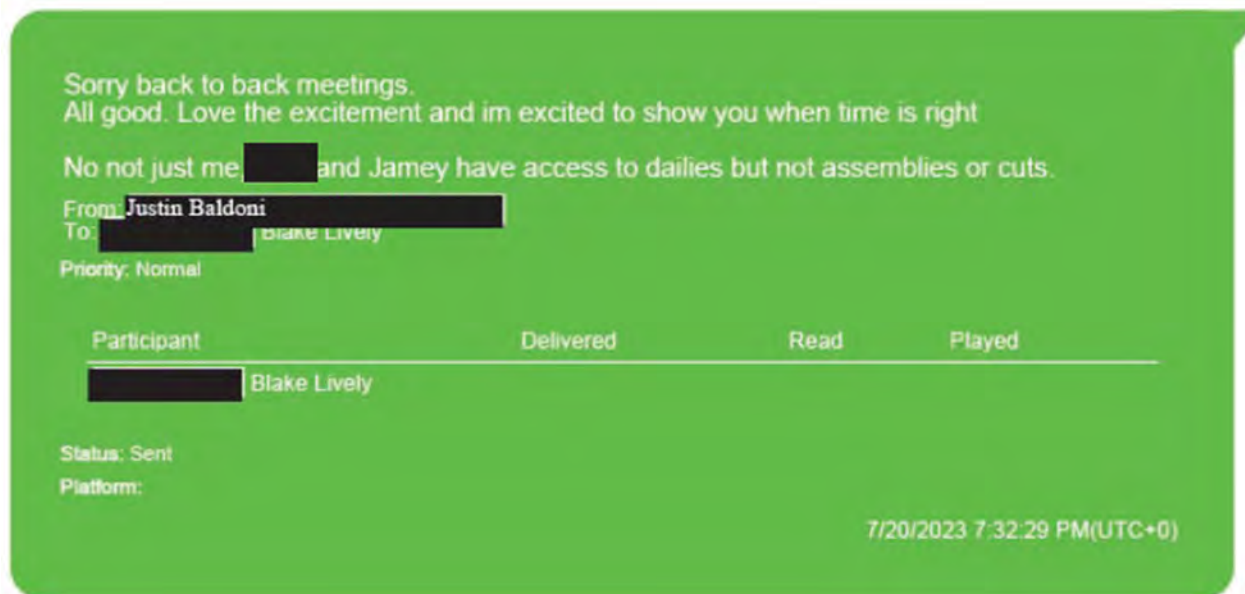 Sorry back to back meetings.
All good. Love the excitement and im excited to show you when time is right
No not just me, and Jamey have access to dailies but not assemblies or cuts.
From: Justin Baldoni
To: Blake Lively
Priority: Normal
Participant Delivered Read Played
Blake Lively
Status: Sent
Platform:
7/20/2023 7:32:29 PM(UTC+0)